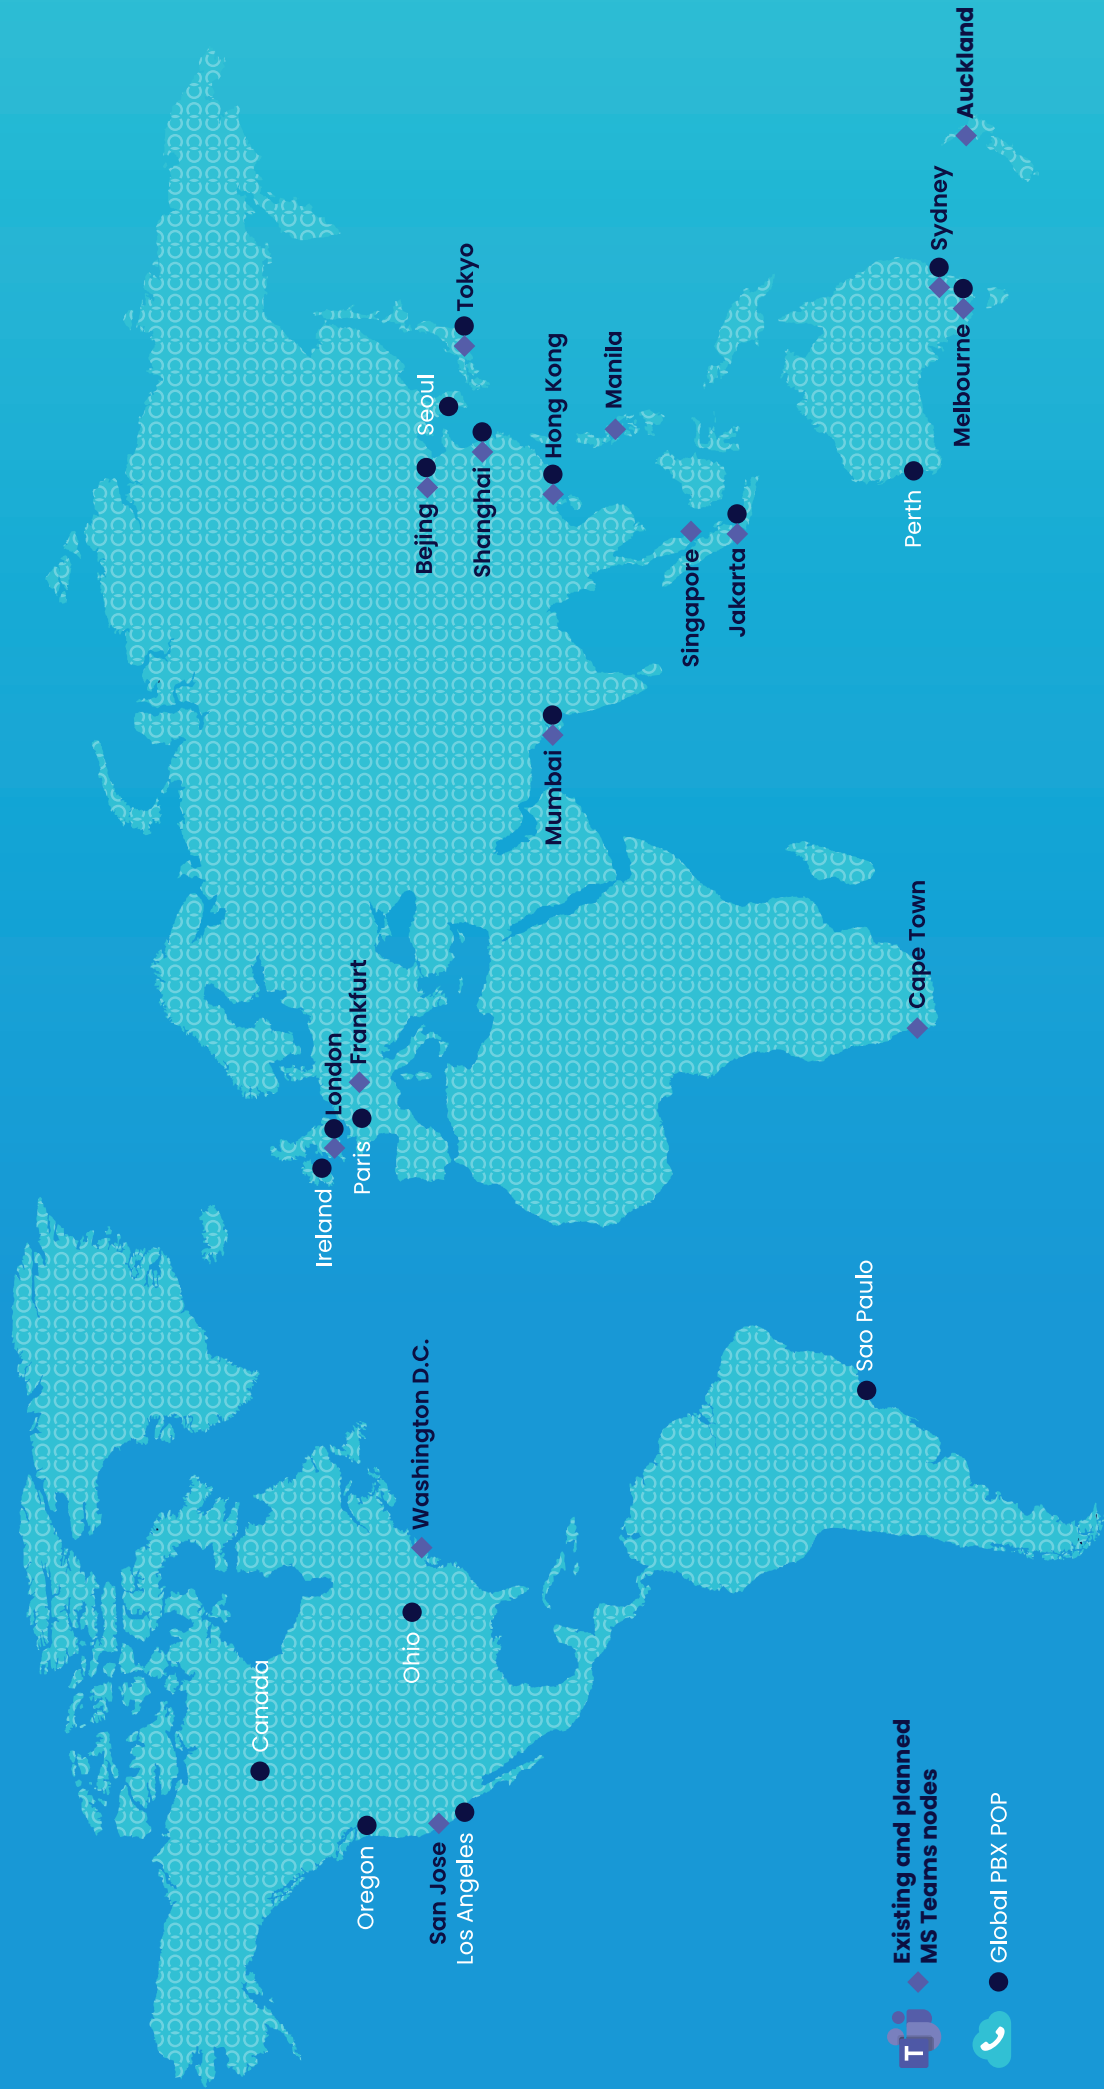 Canada
Oregon
Ohio
San Jose
Los Angeles
Washington D.C.
Sao Paulo
Ireland
London
Paris
Frankfurt
Cape Town
Mumbai
Bejing
Seoul
Tokyo
Shanghai
Hong Kong
Manila
Singapore
Jakarta
Perth
Melbourne
Sydney
Auckland
T
Existing and planned
MS Teams nodes
Global PBX POP